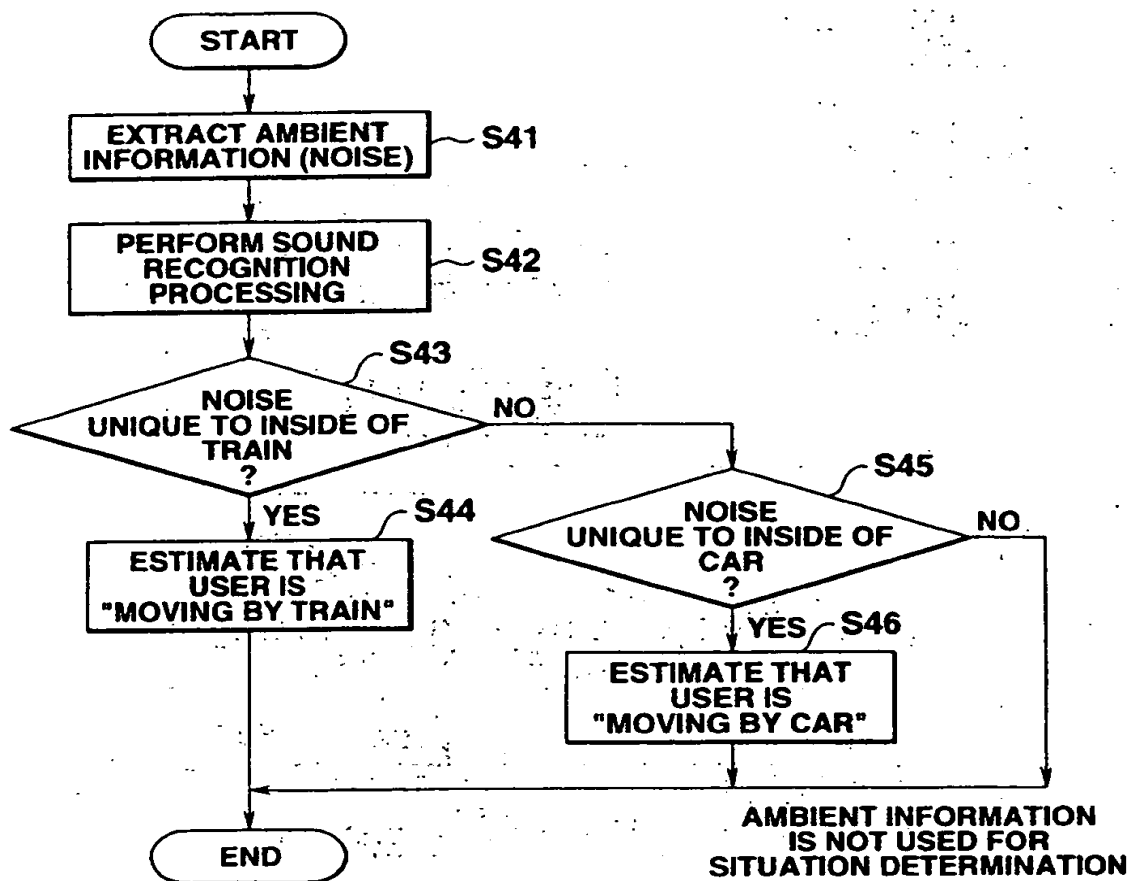 START
EXTRACT AMBIENT
INFORMATION (NOISE)
S41
PERFORM SOUND
RECOGNITION
PROCESSING
S42
S43
NOISE
UNIQUE TO INSIDE OF
TRAIN
?
NO
YES
S44
ESTIMATE THAT
USER IS
"MOVING BY TRAIN"
S45
NOISE
UNIQUE TO INSIDE OF
CAR
?
NO
YES
S46
ESTIMATE THAT
USER IS
"MOVING BY CAR"
AMBIENT INFORMATION
IS NOT USED FOR
SITUATION DETERMINATION
END